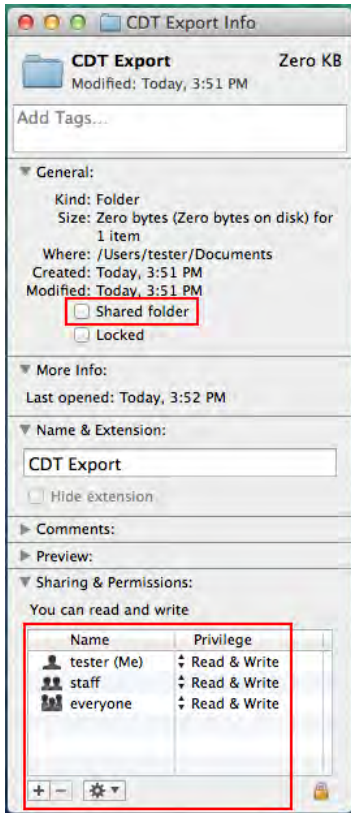 CDT Export Info
CDT Export Zero KB
Modified: Today, 3:51 PM
Add Tags...
General:
Kind: Folder
Size: Zero bytes (Zero bytes on disk) for
1 item
Where: /Users/tester/Documents
Created: Today, 3:51 PM
Modified: Today, 3:51 PM
Shared folder
Locked
More Info:
Last opened: Today, 3:52 PM
Name & Extension:
CDT Export
Hide extension
Comments:
Preview:
Sharing & Permissions:
You can read and write
Name Privilege
tester (Me) Read & Write
staff Read & Write
everyone Read & Write